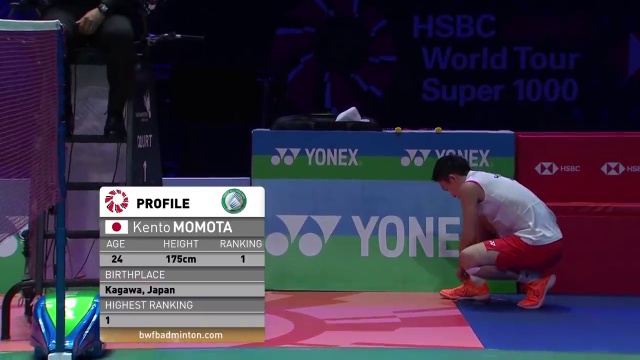 HSBC
World Tour
Super 1000
COURT
1
YONEX
YONEX
YONEX
HSBC
HSBC
PROFILE
Kento MOMOTA
AGE HEIGHT RANKING
24 175cm 1
BIRTHPLACE
Kagawa, Japan
HIGHEST RANKING
1
bwfbadminton.com